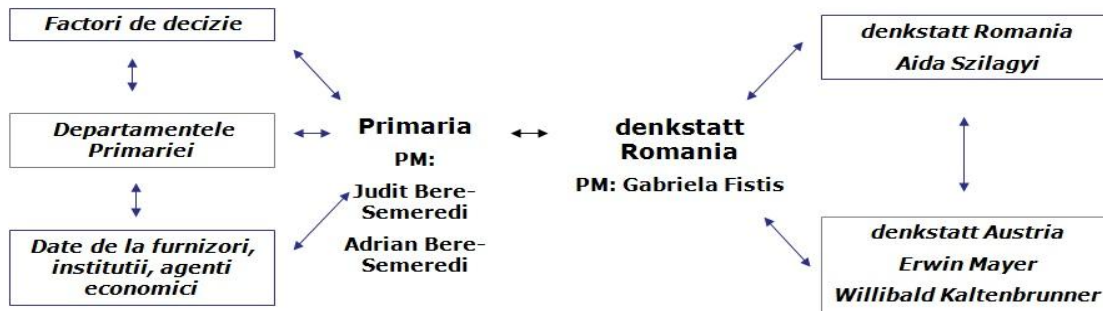 Factori de decizie
Departamentele
Primariei
Date de la furnizori,
institutii, agenti
economici
Primaria
PM:
Judit Bere-
Semeredi
Adrian Bere-
Semeredi
denkstatt
Romania
PM: Gabriela Fistis
denkstatt Romania
Aida Szilagyi
denkstatt Austria
Erwin Mayer
Willibald Kaltenbrunner